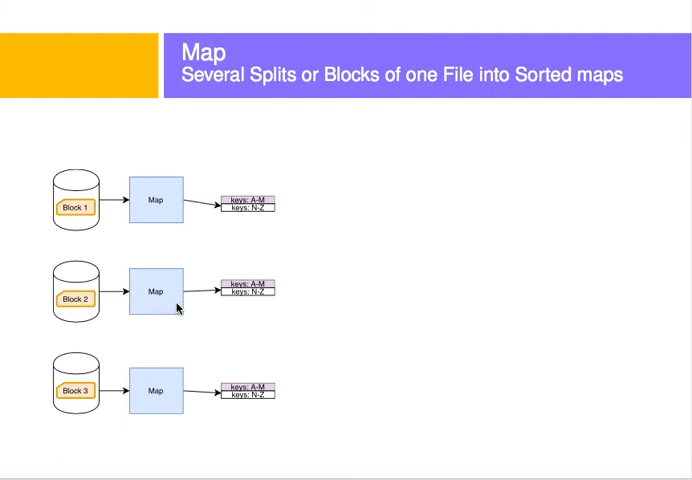 Map
Several Splits or Blocks of one File into Sorted maps
Block 1
Map
keys: A-M
keys: N-Z
Block 2
Map
keys: A-M
keys: N-Z
Block 3
Map
keys: A-M
keys: N-Z